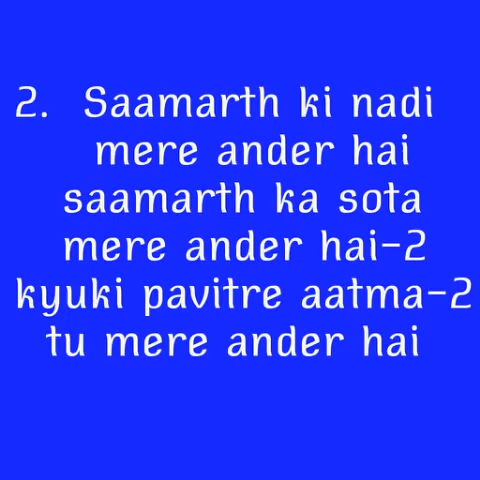 2. Saamarth ki nadi
mere ander hai
saamarth ka sota
mere ander hai-2
kyuki pavitre aatma-2
tu mere ander hai